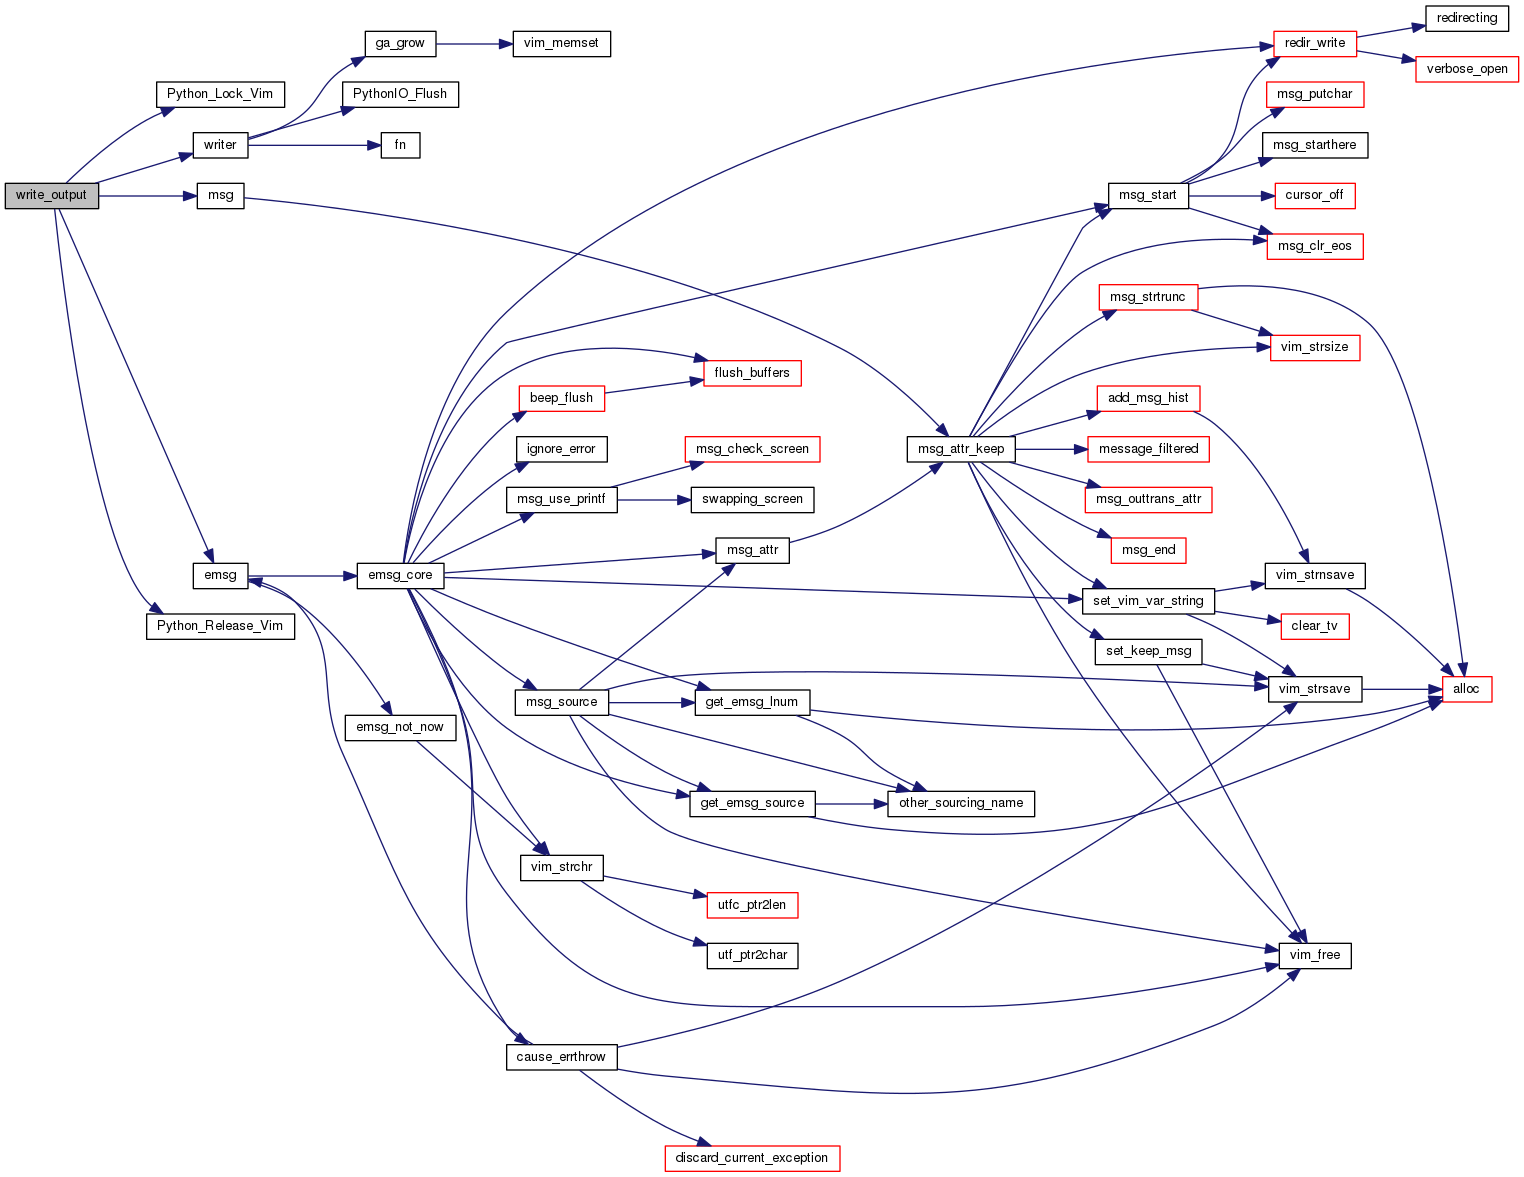 redirecting
redir_write
ga_grow
vim_memset
verbose_open
Python_Lock_Vim
PythonIO_Flush
msg_putchar
writer
fn
msg_starthere
write_output
msg
msg_start
cursor_off
msg_clr_eos
msg_strtrunc
vim_strsize
flush_buffers
beep_flush
add_msg_hist
ignore_error
msg_check_screen
msg_attr_keep
message_filtered
msg_use_printf
swapping_screen
msg_outtrans_attr
msg_attr
msg_end
emsg
emsg_core
vim_strnsave
set_vim_var_string
Python_Release_Vim
clear_tv
set_keep_msg
msg_source
get_emsg_lnum
vim_strsave
alloc
emsg_not_now
get_emsg_source
other_sourcing_name
vim_strchr
utfc_ptr2len
utf_ptr2char
vim_free
cause_errthrow
discard_current_exception